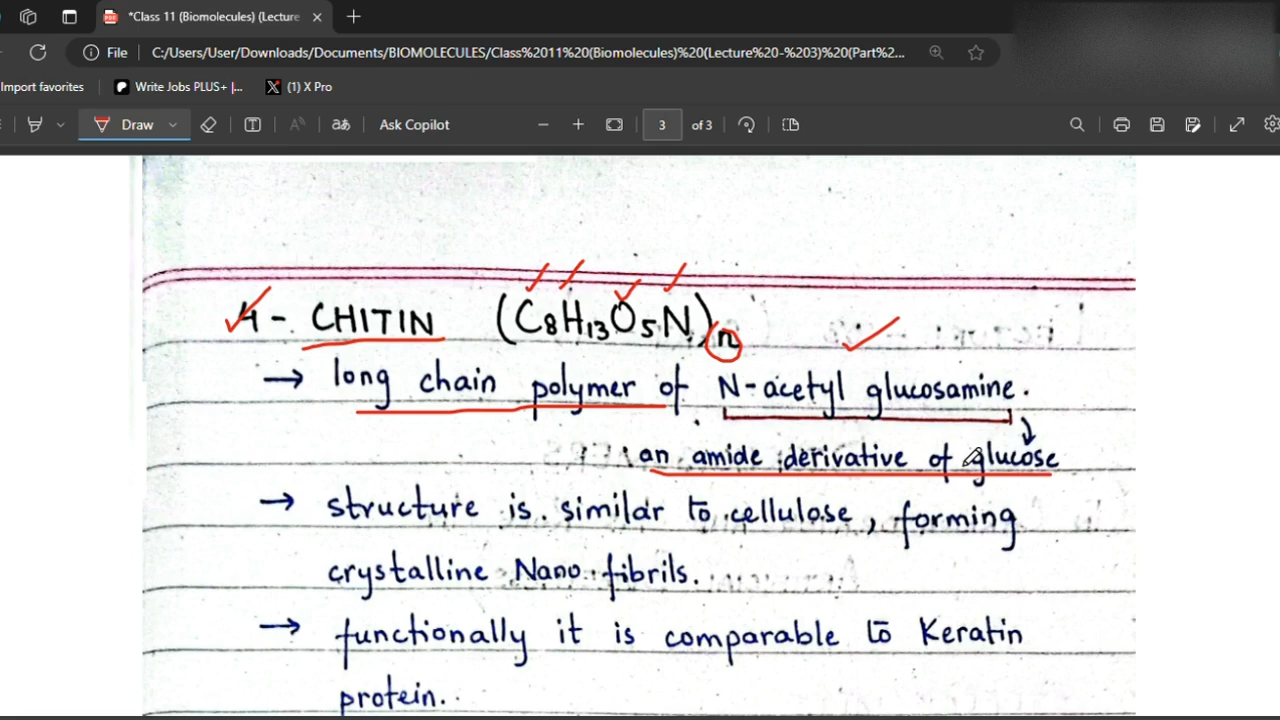 *Class 11 (Biomolecules) (Lecture
File C:/Users/User/Downloads/Documents/BIOMOLECULES/Class%2011%20(Biomolecules)%20(Lecture%20-%203)%20(Part%2...
Import favorites Write Jobs PLUS+ |... (1) X Pro
Draw Ask Copilot 3 of 3
4 - CHITIN (C8H13O5N)n
→ long chain polymer of N-acetyl glucosamine.
an amide derivative of glucose
→ structure is similar to cellulose, forming
crystalline Nano fibrils.
→ functionally it is comparable to Keratin
protein.